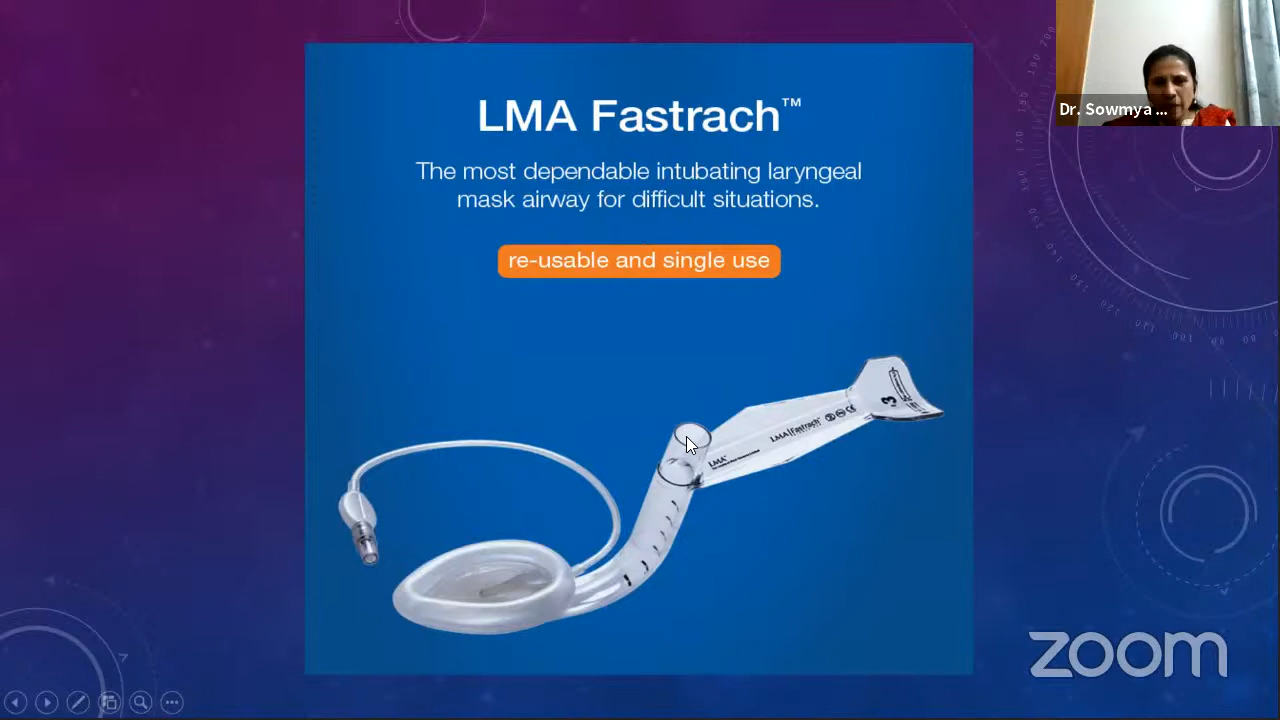 LMA Fastrach™
The most dependable intubating laryngeal
mask airway for difficult situations.
re-usable and single use
Dr. Sowmya ...
LMA Fastrach
LMA
3
zoom